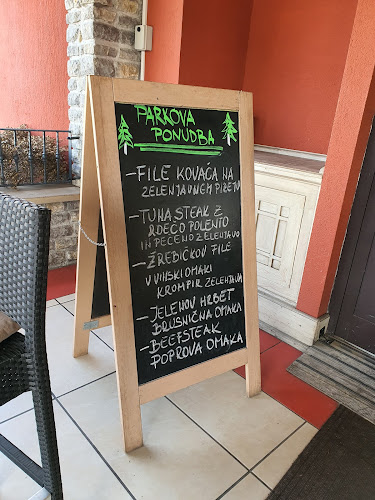 PARKOVA
PONUDBA
- FILE KOVAČA NA
ZELENJAVNEM PIREJU
- TUNA STEAK Z
RDEČO POLENTO
IN PEČENO ZELENJAVO
- ŽREBIČKOV FILE
V VINSKI OMAKI
KROMPIR ZELENJAVA
- JELENOV HRBET
BRUSNIČNA OMAKA
- BEEFSTEAK
POPROVA OMAKA